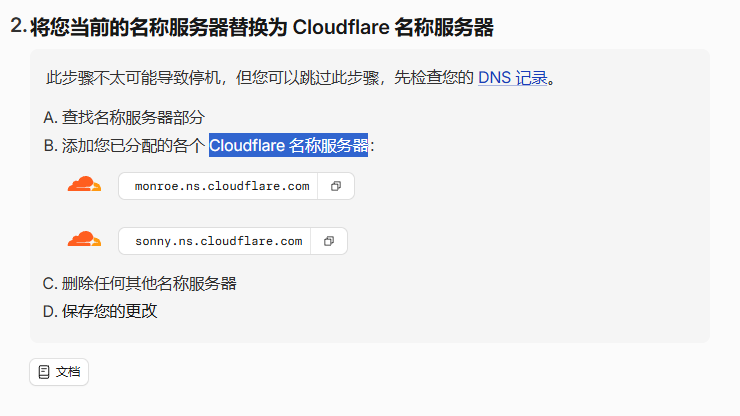 2. 将您当前的名称服务器替换为 Cloudflare 名称服务器
此步骤不太可能导致停机，但您可以跳过此步骤，先检查您的 DNS 记录。
A. 查找名称服务器部分
B. 添加您已分配的各个 Cloudflare 名称服务器:
monroe.ns.cloudflare.com
sonny.ns.cloudflare.com
C. 删除任何其他名称服务器
D. 保存您的更改
文档